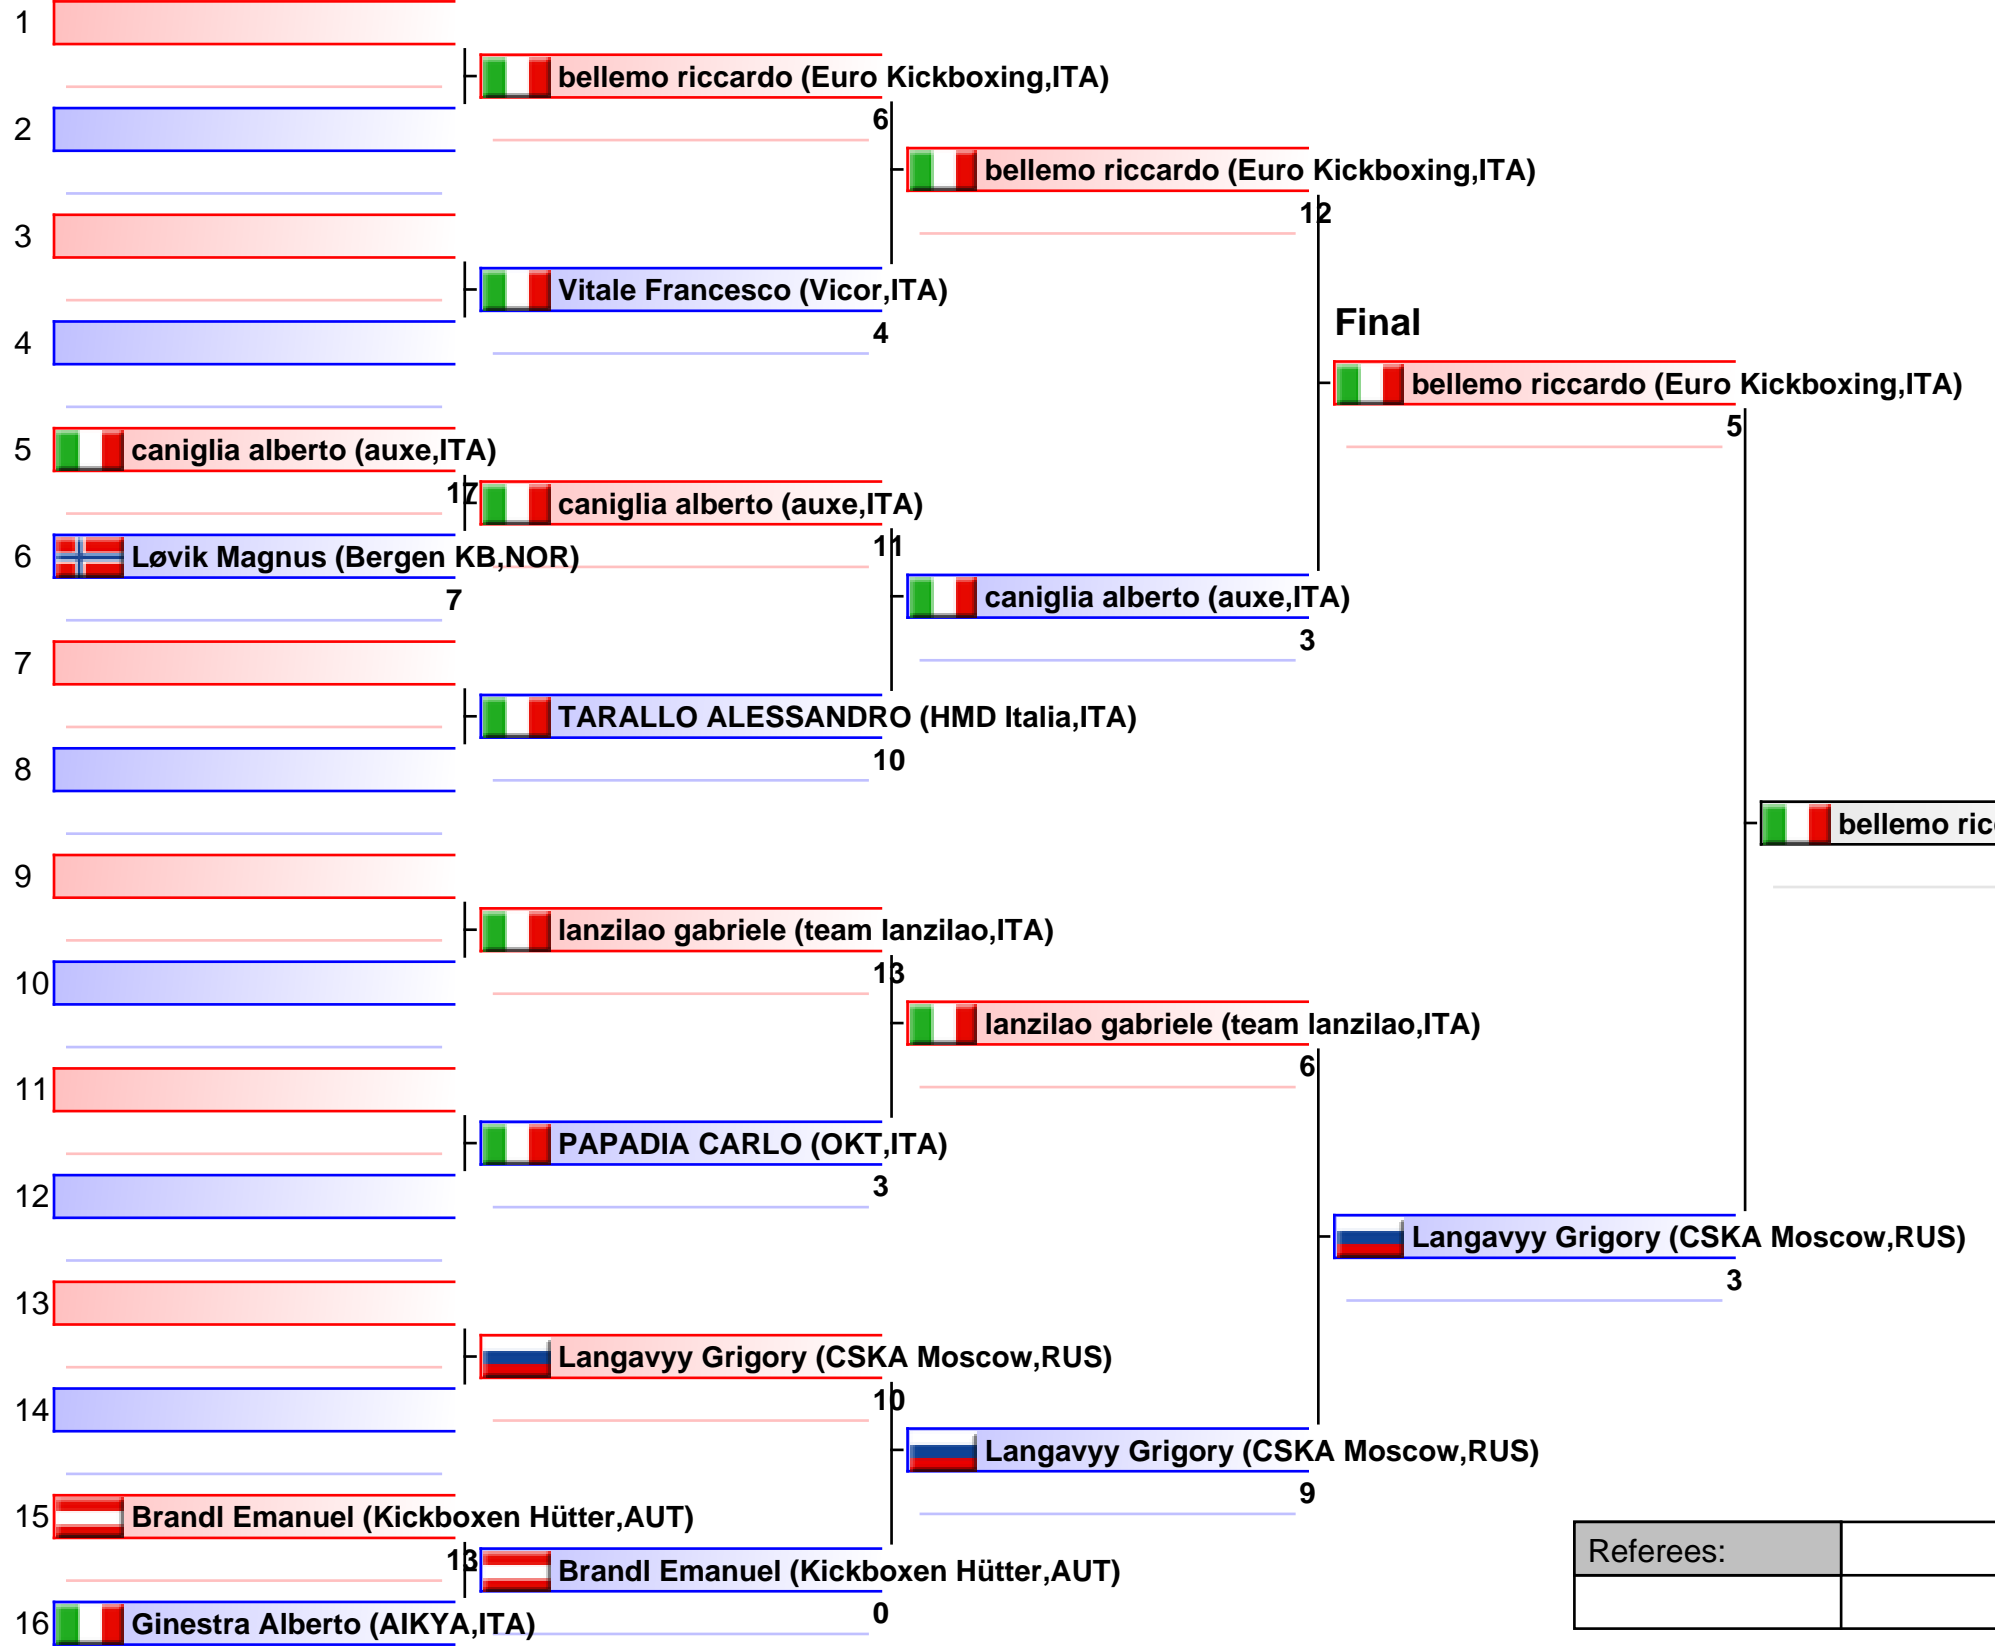 1
bellemo riccardo (Euro Kickboxing,ITA)
2
6
bellemo riccardo (Euro Kickboxing,ITA)
12
3
Vitale Francesco (Vicor,ITA)
4
4
Final
bellemo riccardo (Euro Kickboxing,ITA)
5
5
caniglia alberto (auxe,ITA)
17
caniglia alberto (auxe,ITA)
11
6
Løvik Magnus (Bergen KB,NOR)
7
caniglia alberto (auxe,ITA)
3
7
TARALLO ALESSANDRO (HMD Italia,ITA)
10
8
bellemo
9
lanzilao gabriele (team lanzilao,ITA)
13
10
lanzilao gabriele (team lanzilao,ITA)
6
11
PAPADIA CARLO (OKT,ITA)
3
12
Langavyy Grigory (CSKA Moscow,RUS)
3
13
Langavyy Grigory (CSKA Moscow,RUS)
10
14
Langavyy Grigory (CSKA Moscow,RUS)
9
15
Brandl Emanuel (Kickboxen Hütter,AUT)
13
Brandl Emanuel (Kickboxen Hütter,AUT)
0
16
Ginestra Alberto (AIKYA,ITA)
Referees: